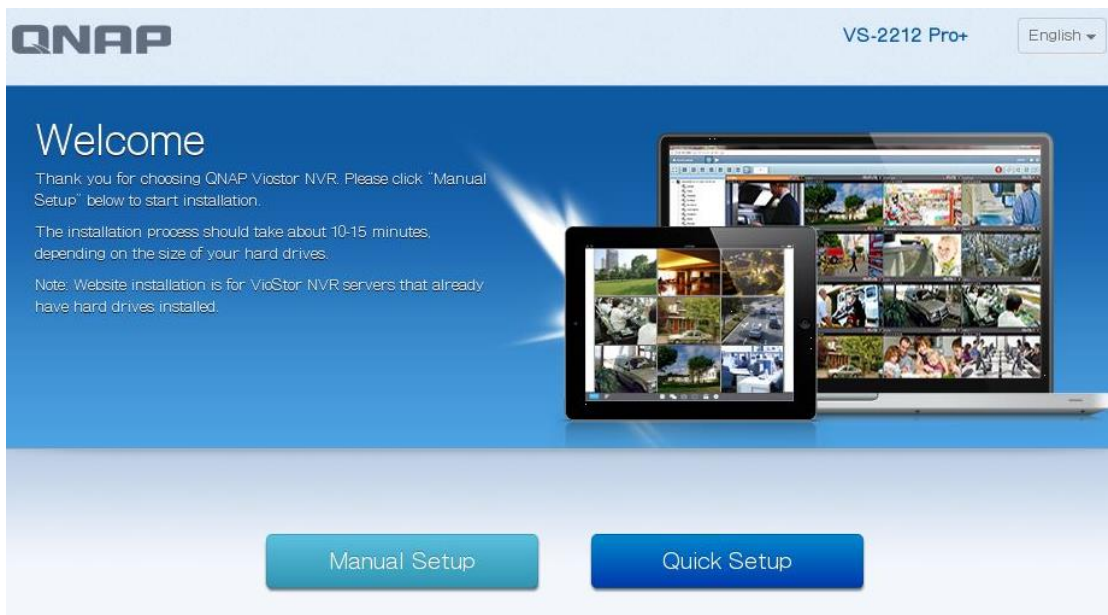 QNAP
VS-2212 Pro+
English
Welcome
Thank you for choosing QNAP Viostor NVR. Please click "Manual
Setup" below to start installation.
The installation process should take about 10-15 minutes,
depending on the size of your hard drives.
Note: Website installation is for VioStor NVR servers that already
have hard drives installed.
Manual Setup
Quick Setup